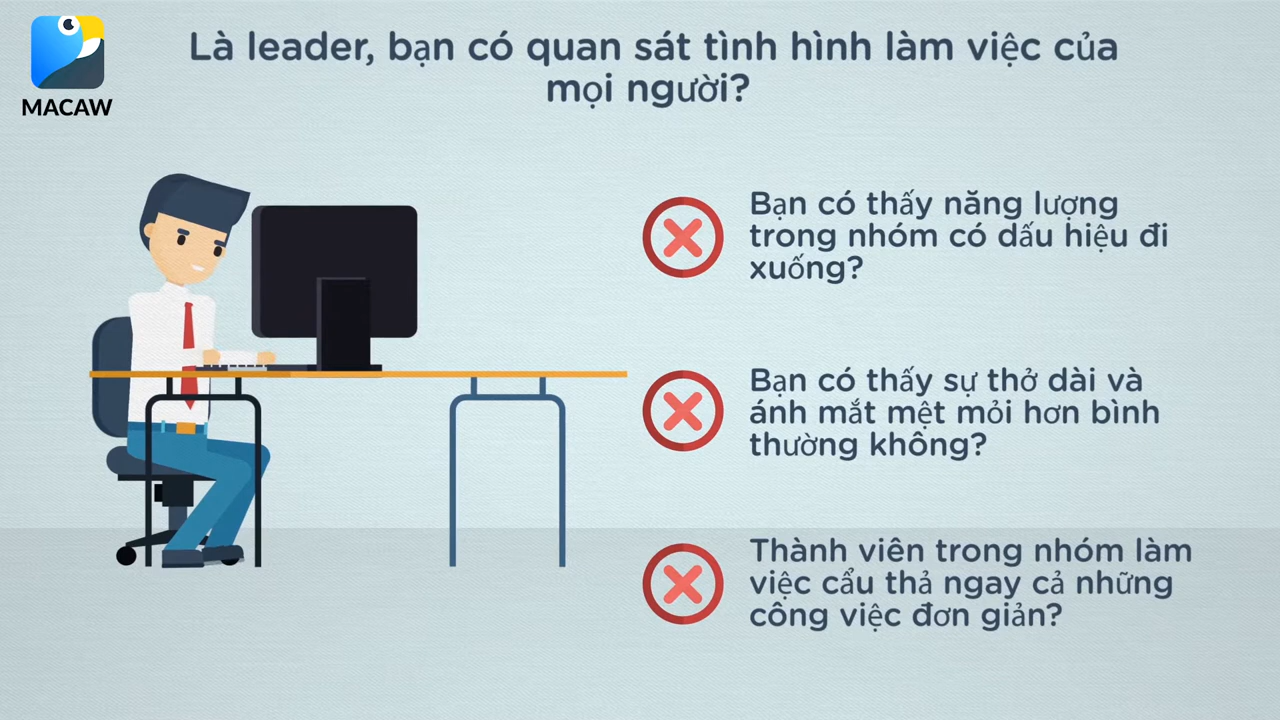 MACAW
Là leader, bạn có quan sát tình hình làm việc của
mọi người?
Bạn có thấy năng lượng
trong nhóm có dấu hiệu đi
xuống?
Bạn có thấy sự thở dài và
ánh mắt mệt mỏi hơn bình
thường không?
Thành viên trong nhóm làm
việc cẩu thả ngay cả những
công việc đơn giản?